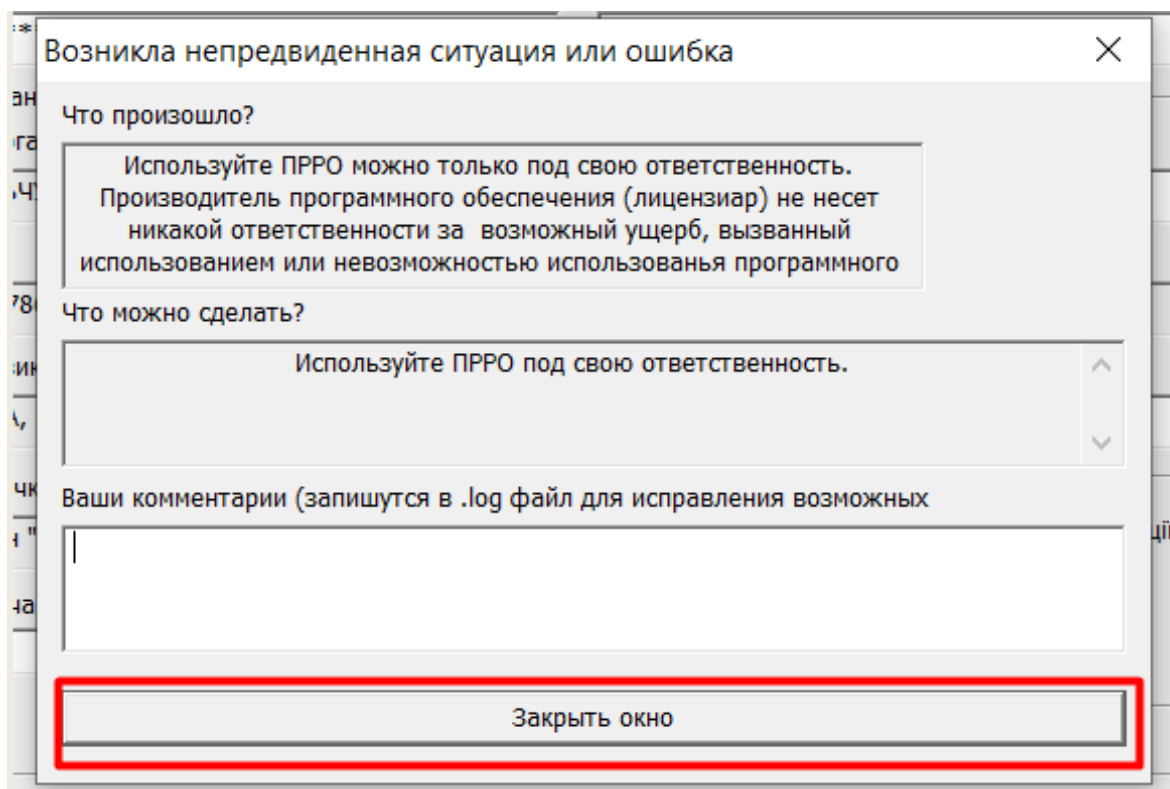 Возникла непредвиденная ситуация или ошибка
Что произошло?
Используйте ПРРО можно только под свою ответственность.
Производитель программного обеспечения (лицензиар) не несет
никакой ответственности за  возможный ущерб, вызванный
использованием или невозможностью использованья программного
Что можно сделать?
Используйте ПРРО под свою ответственность.
Ваши комментарии (запишутся в .log файл для исправления возможных
Закрыть окно